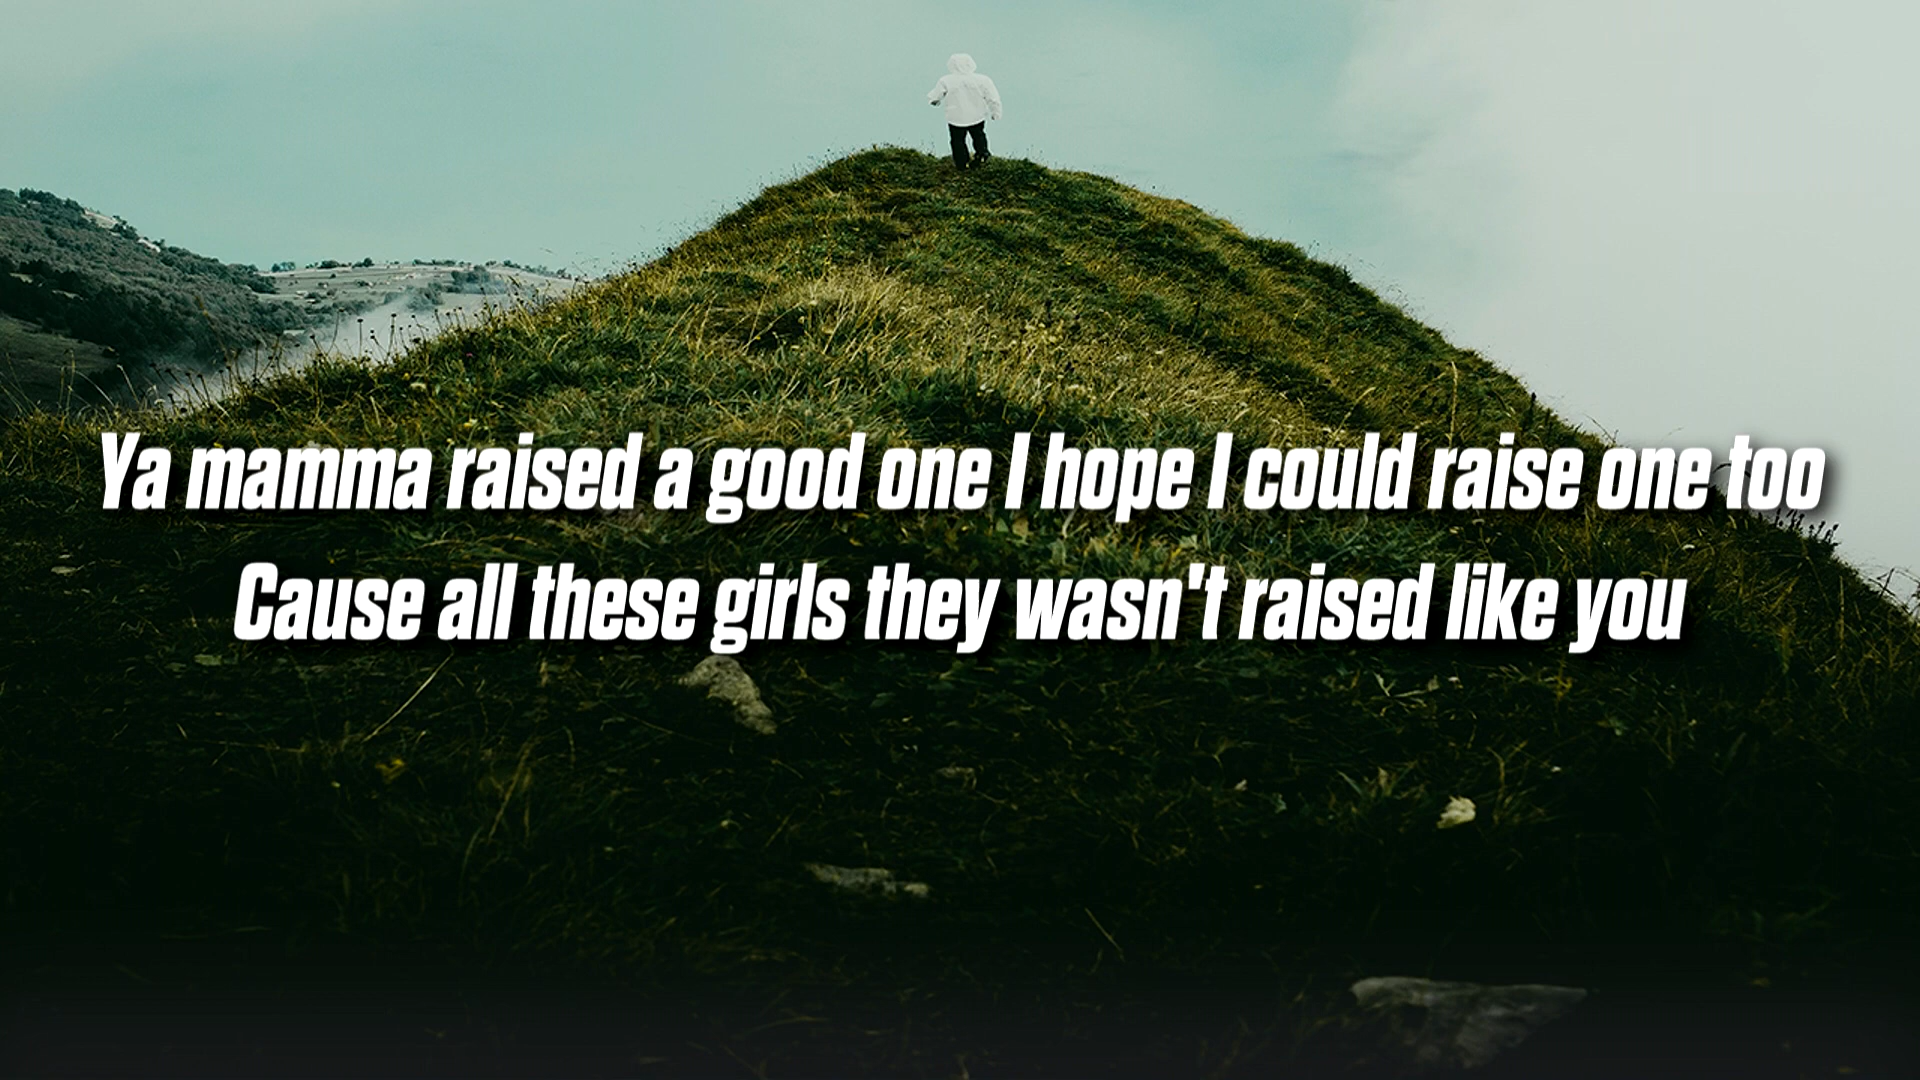 Ya mamma raised a good one I hope I could raise one too
Cause all these girls they wasn't raised like you